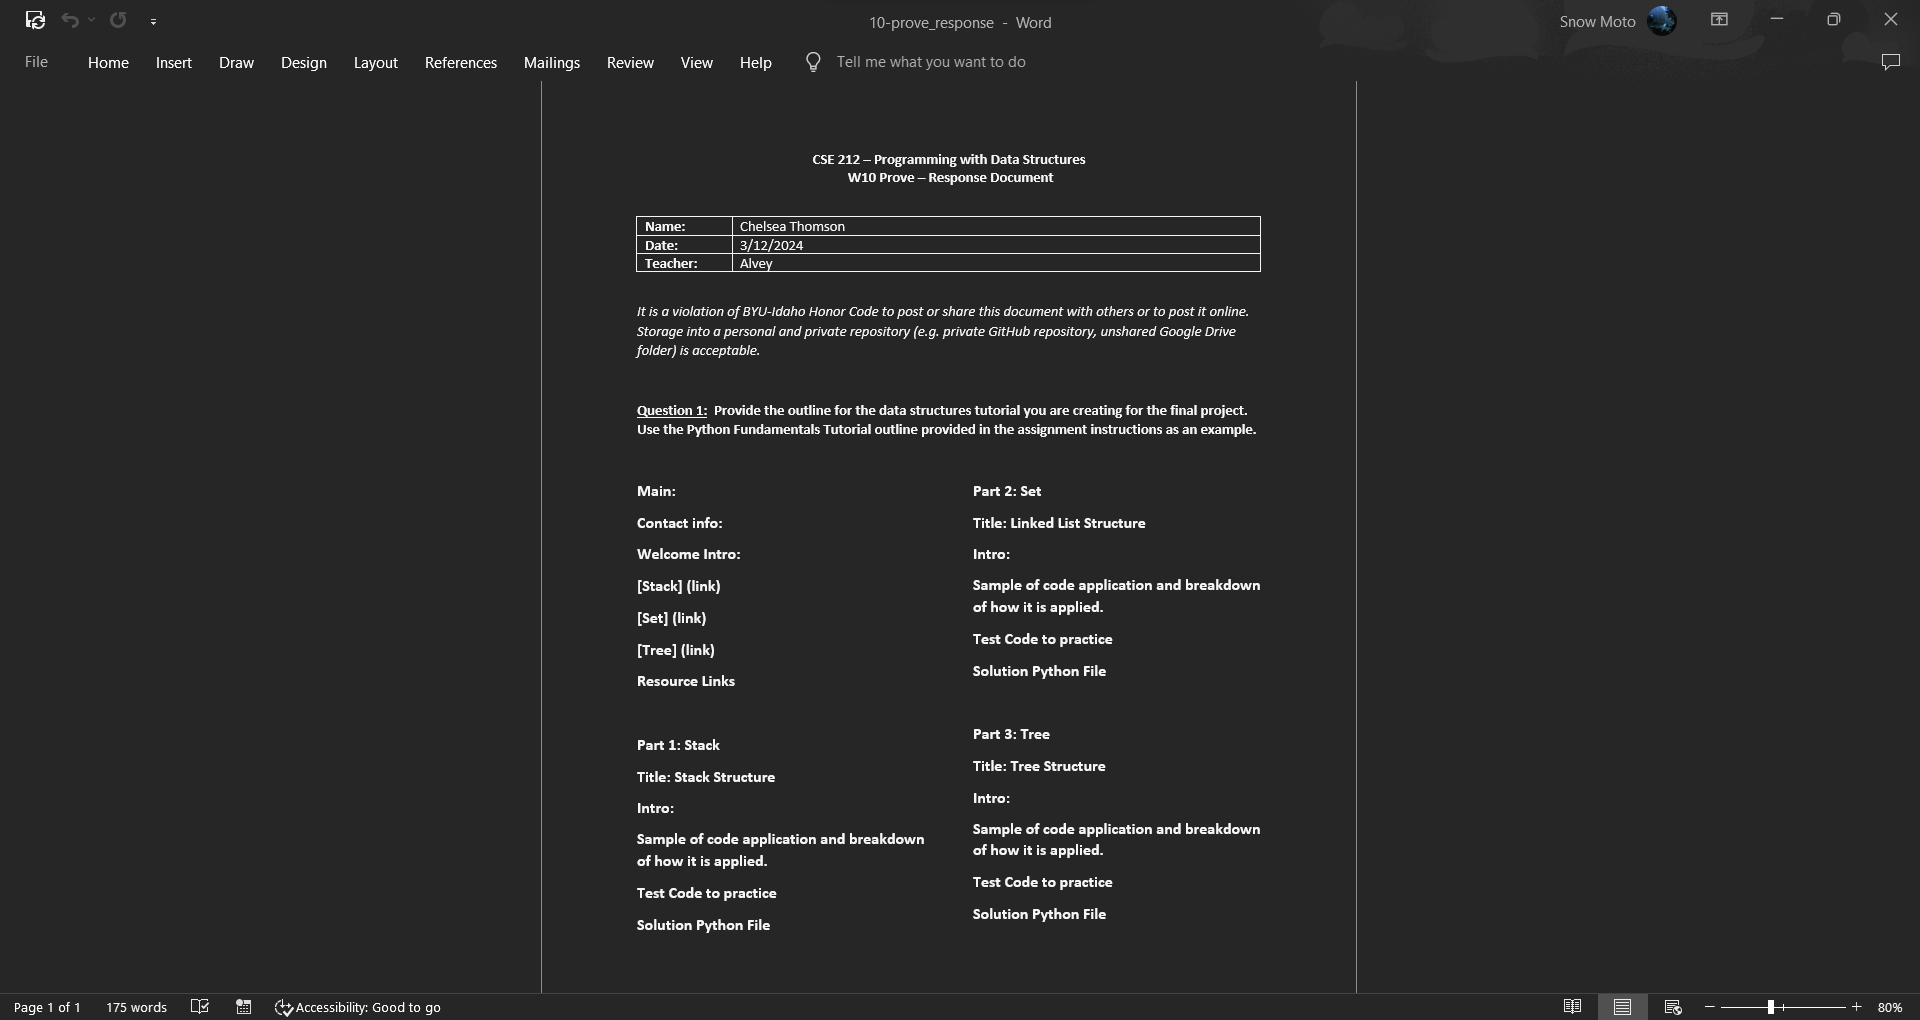 10-prove_response - Word
Snow Moto
File Home Insert Draw Design Layout References Mailings Review View Help Tell me what you want to do
CSE 212 – Programming with Data Structures
W10 Prove – Response Document
Name: Chelsea Thomson
Date: 3/12/2024
Teacher: Alvey
It is a violation of BYU-Idaho Honor Code to post or share this document with others or to post it online.
Storage into a personal and private repository (e.g. private GitHub repository, unshared Google Drive
folder) is acceptable.
Question 1: Provide the outline for the data structures tutorial you are creating for the final project.
Use the Python Fundamentals Tutorial outline provided in the assignment instructions as an example.
Main:
Contact info:
Welcome Intro:
[Stack] (link)
[Set] (link)
[Tree] (link)
Resource Links
Part 1: Stack
Title: Stack Structure
Intro:
Sample of code application and breakdown
of how it is applied.
Test Code to practice
Solution Python File
Part 2: Set
Title: Linked List Structure
Intro:
Sample of code application and breakdown
of how it is applied.
Test Code to practice
Solution Python File
Part 3: Tree
Title: Tree Structure
Intro:
Sample of code application and breakdown
of how it is applied.
Test Code to practice
Solution Python File
Page 1 of 1 175 words Accessibility: Good to go 80%